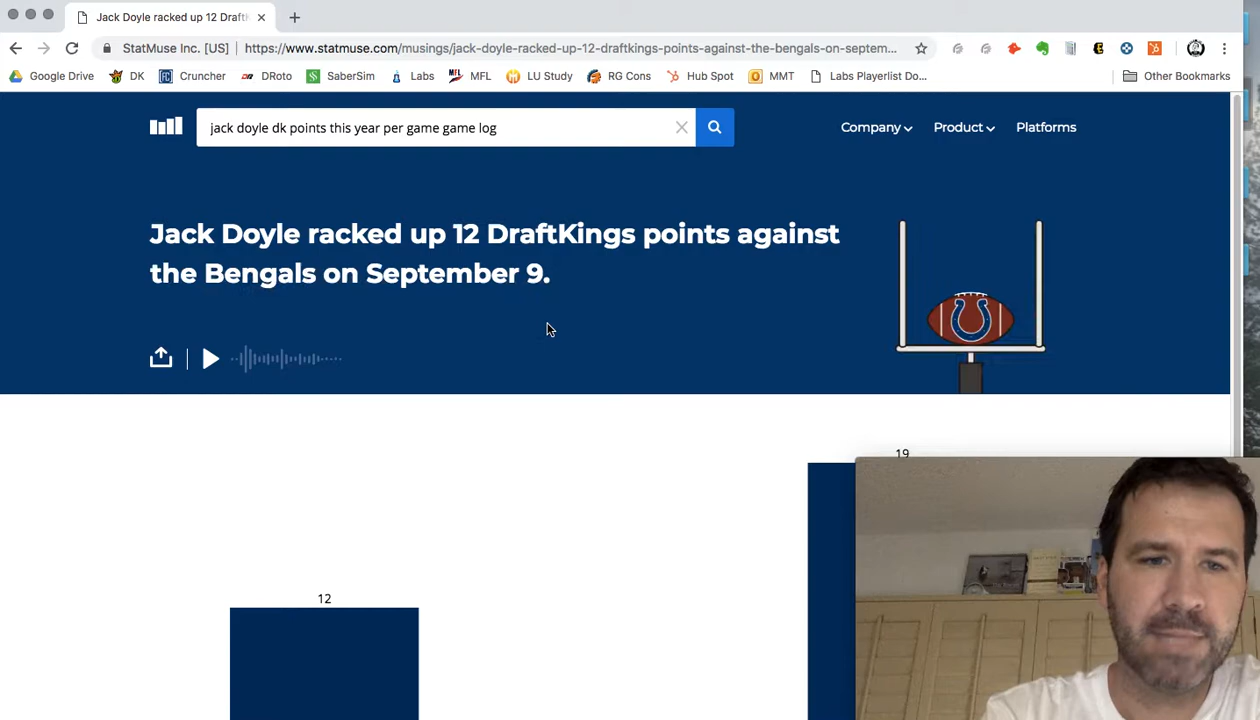 Jack Doyle racked up 12 Draft
StatMuse Inc. [US]
https://www.statmuse.com/musings/jack-doyle-racked-up-12-draftkings-points-against-the-bengals-on-septem...
Google Drive DK Cruncher DRoto SaberSim Labs MFL LU Study RG Cons Hub Spot MMT Labs Playerlist Do... Other Bookmarks
jack doyle dk points this year per game game log
Company Product Platforms
Jack Doyle racked up 12 DraftKings points against
the Bengals on September 9.
19
12